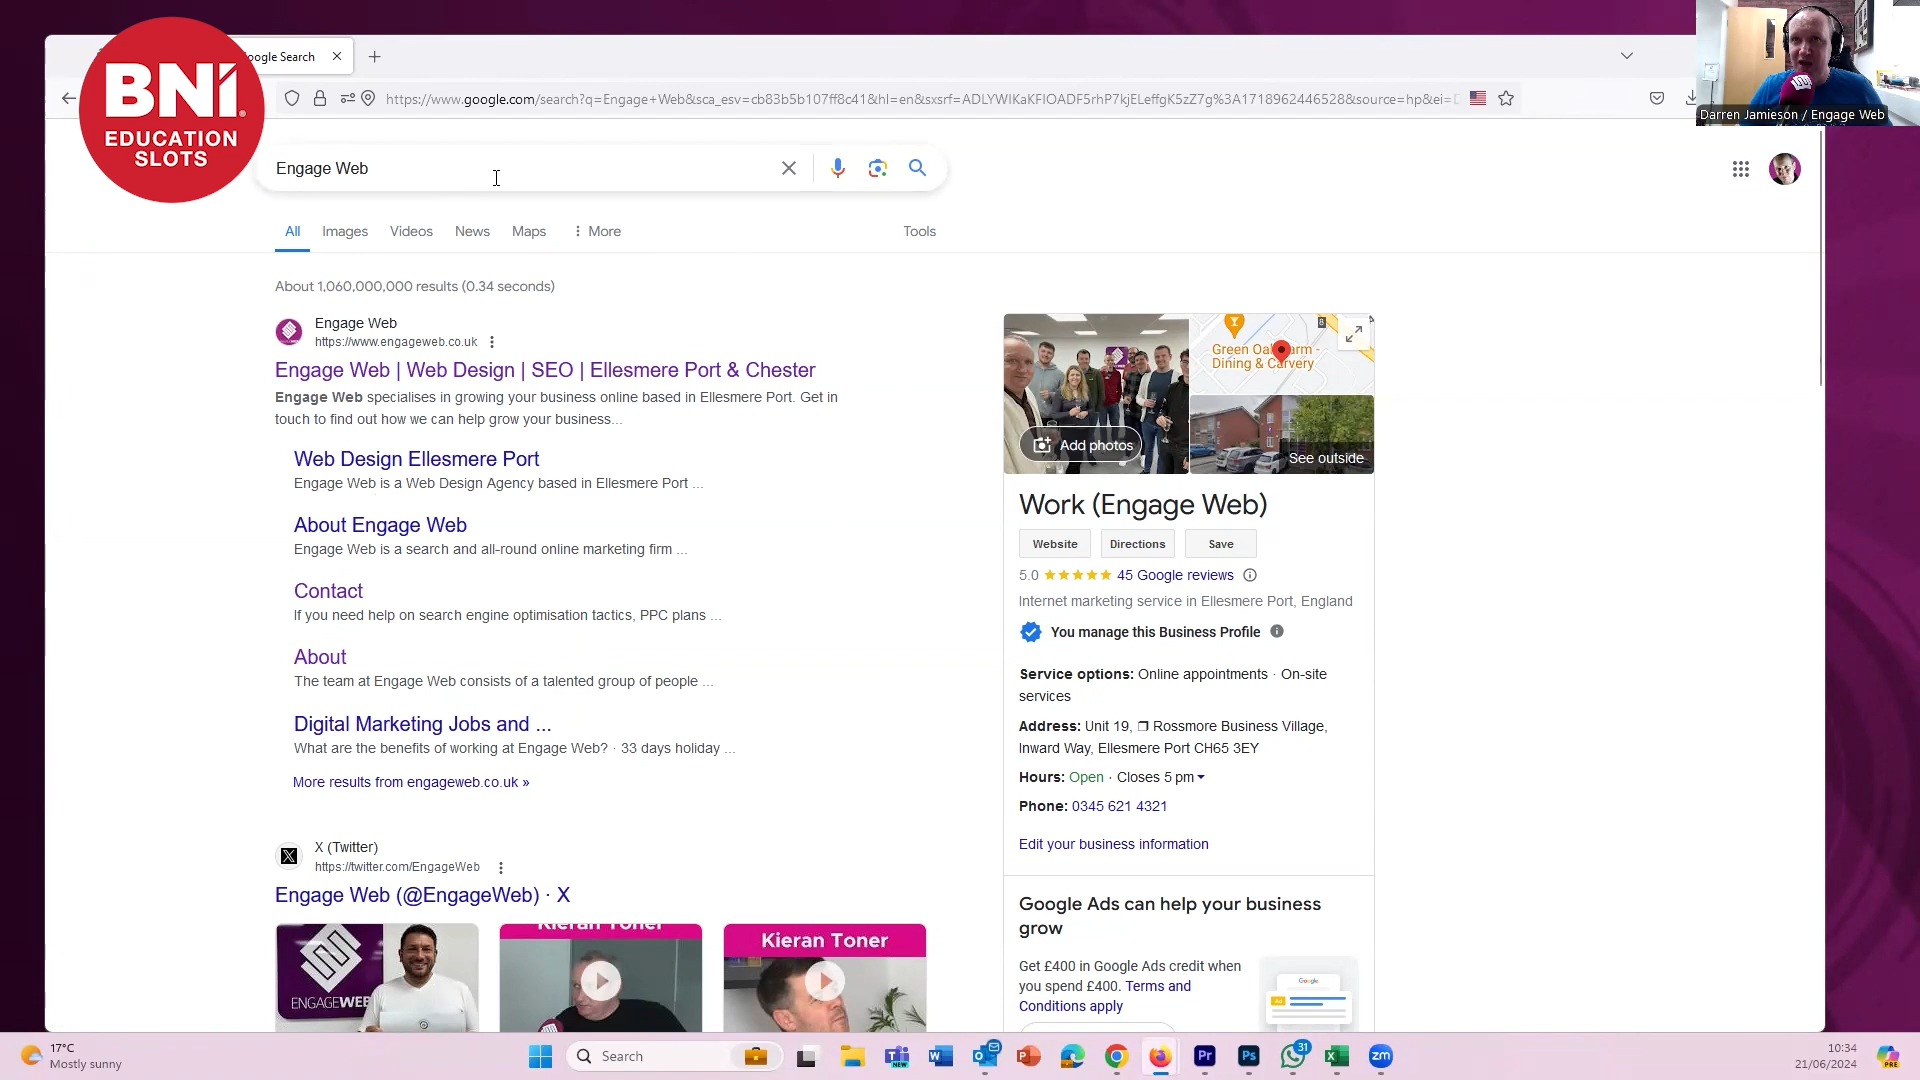 BNI
EDUCATION
SLOTS
oogle Search
https://www.google.com/search?q=Engage+Web&sca_esv=cb83b5b107ff8c41&hl=en&sxsrf=ADLYWIKaKFIOADF5rhP7kjELeffgK5zZ7g%3A1718962446528&source=hp&ei=
Darren Jamieson / Engage Web
Engage Web
All Images Videos News Maps More Tools
About 1,060,000,000 results (0.34 seconds)
Engage Web
https://www.engageweb.co.uk
Engage Web | Web Design | SEO | Ellesmere Port & Chester
Engage Web specialises in growing your business online based in Ellesmere Port. Get in
touch to find out how we can help grow your business...
Web Design Ellesmere Port
Engage Web is a Web Design Agency based in Ellesmere Port ...
About Engage Web
Engage Web is a search and all-round online marketing firm ...
Contact
If you need help on search engine optimisation tactics, PPC plans ...
About
The team at Engage Web consists of a talented group of people ...
Digital Marketing Jobs and ...
What are the benefits of working at Engage Web? · 33 days holiday ...
More results from engageweb.co.uk »
X (Twitter)
https://twitter.com/EngageWeb
Engage Web (@EngageWeb) · X
ENGAGEWEB
Kieran Toner
Kieran Toner
8
Green Oak Farm -
Dining & Carvery
Add photos
See outside
Work (Engage Web)
Website Directions Save
5.0 45 Google reviews
Internet marketing service in Ellesmere Port, England
You manage this Business Profile
Service options: Online appointments · On-site
services
Address: Unit 19, Rossmore Business Village,
Inward Way, Ellesmere Port CH65 3EY
Hours: Open · Closes 5 pm
Phone: 0345 621 4321
Edit your business information
Google Ads can help your business
grow
Get £400 in Google Ads credit when
you spend £400. Terms and
Conditions apply
Google
Ad
17°C
Mostly sunny
Search
NEW
31
Pr
Ps
zm
10:34
21/06/2024
PRE